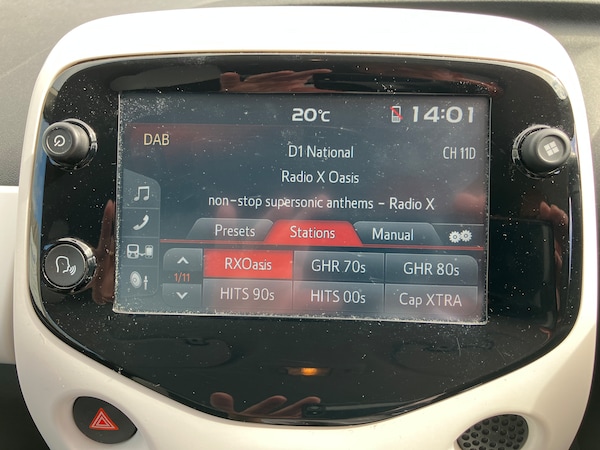 20°C 14:01
DAB
D1 National CH 11D
Radio X Oasis
non-stop supersonic anthems - Radio X
Presets Stations Manual
RXOasis GHR 70s GHR 80s
1/11
HITS 90s HITS 00s Cap XTRA